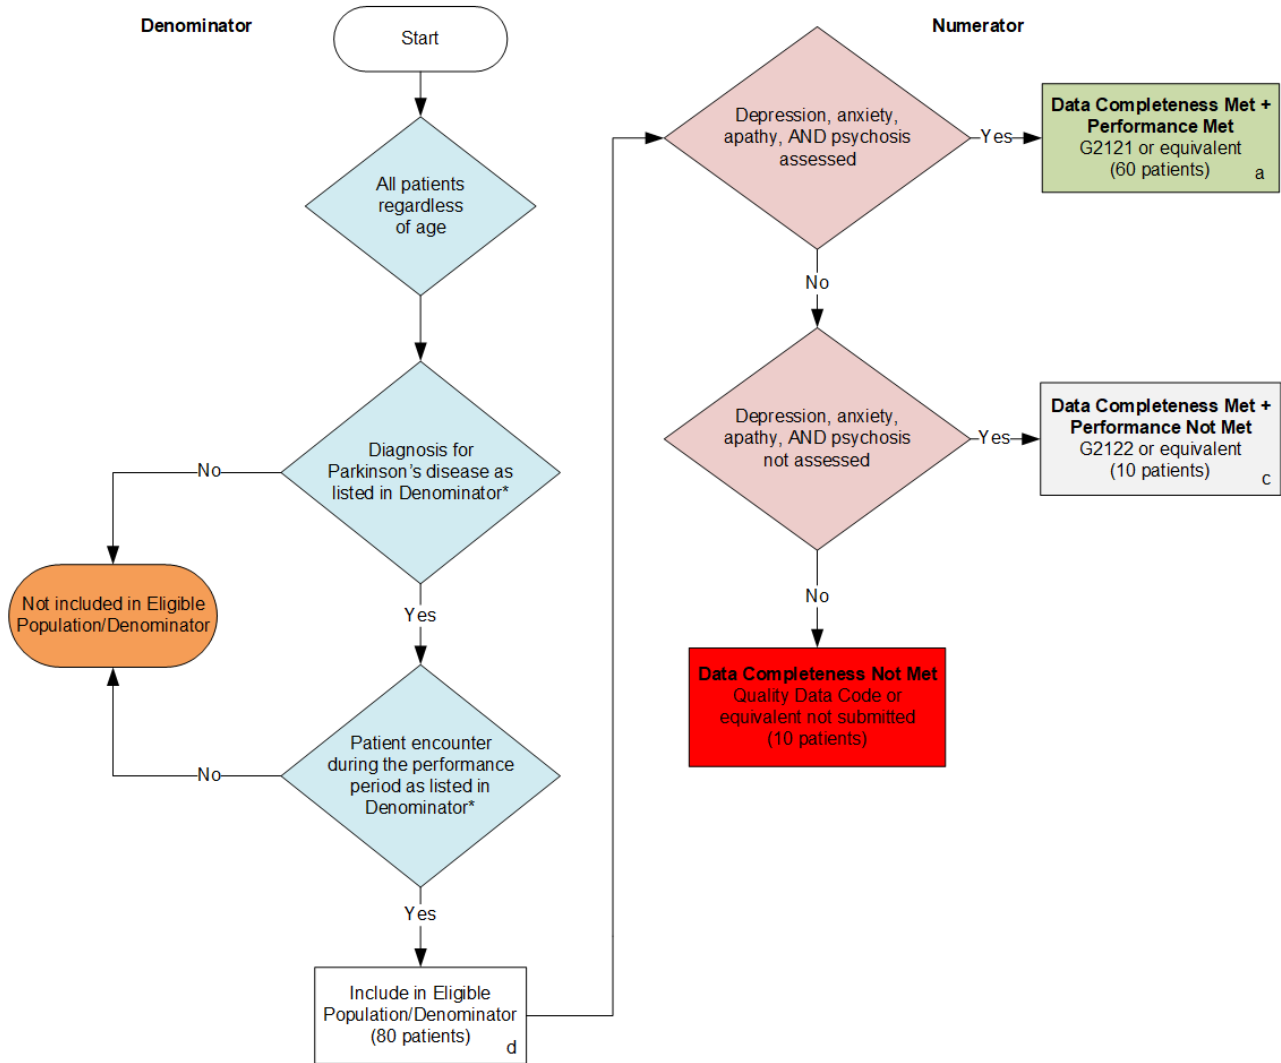 Denominator
Start
All patients
regardless
of age
Diagnosis for
Parkinson's disease as
listed in Denominator*
No
Not included in Eligible
Population/Denominator
Yes
Patient encounter
during the performance
period as listed in
Denominator*
No
Yes
Include in Eligible
Population/Denominator
(80 patients)
d
Numerator
Depression, anxiety,
apathy, AND psychosis
assessed
Yes
Data Completeness Met +
Performance Met
G2121 or equivalent
(60 patients)
a
No
Depression, anxiety,
apathy, AND psychosis
not assessed
Yes
Data Completeness Met +
Performance Not Met
G2122 or equivalent
(10 patients)
c
No
Data Completeness Not Met
Quality Data Code or
equivalent not submitted
(10 patients)